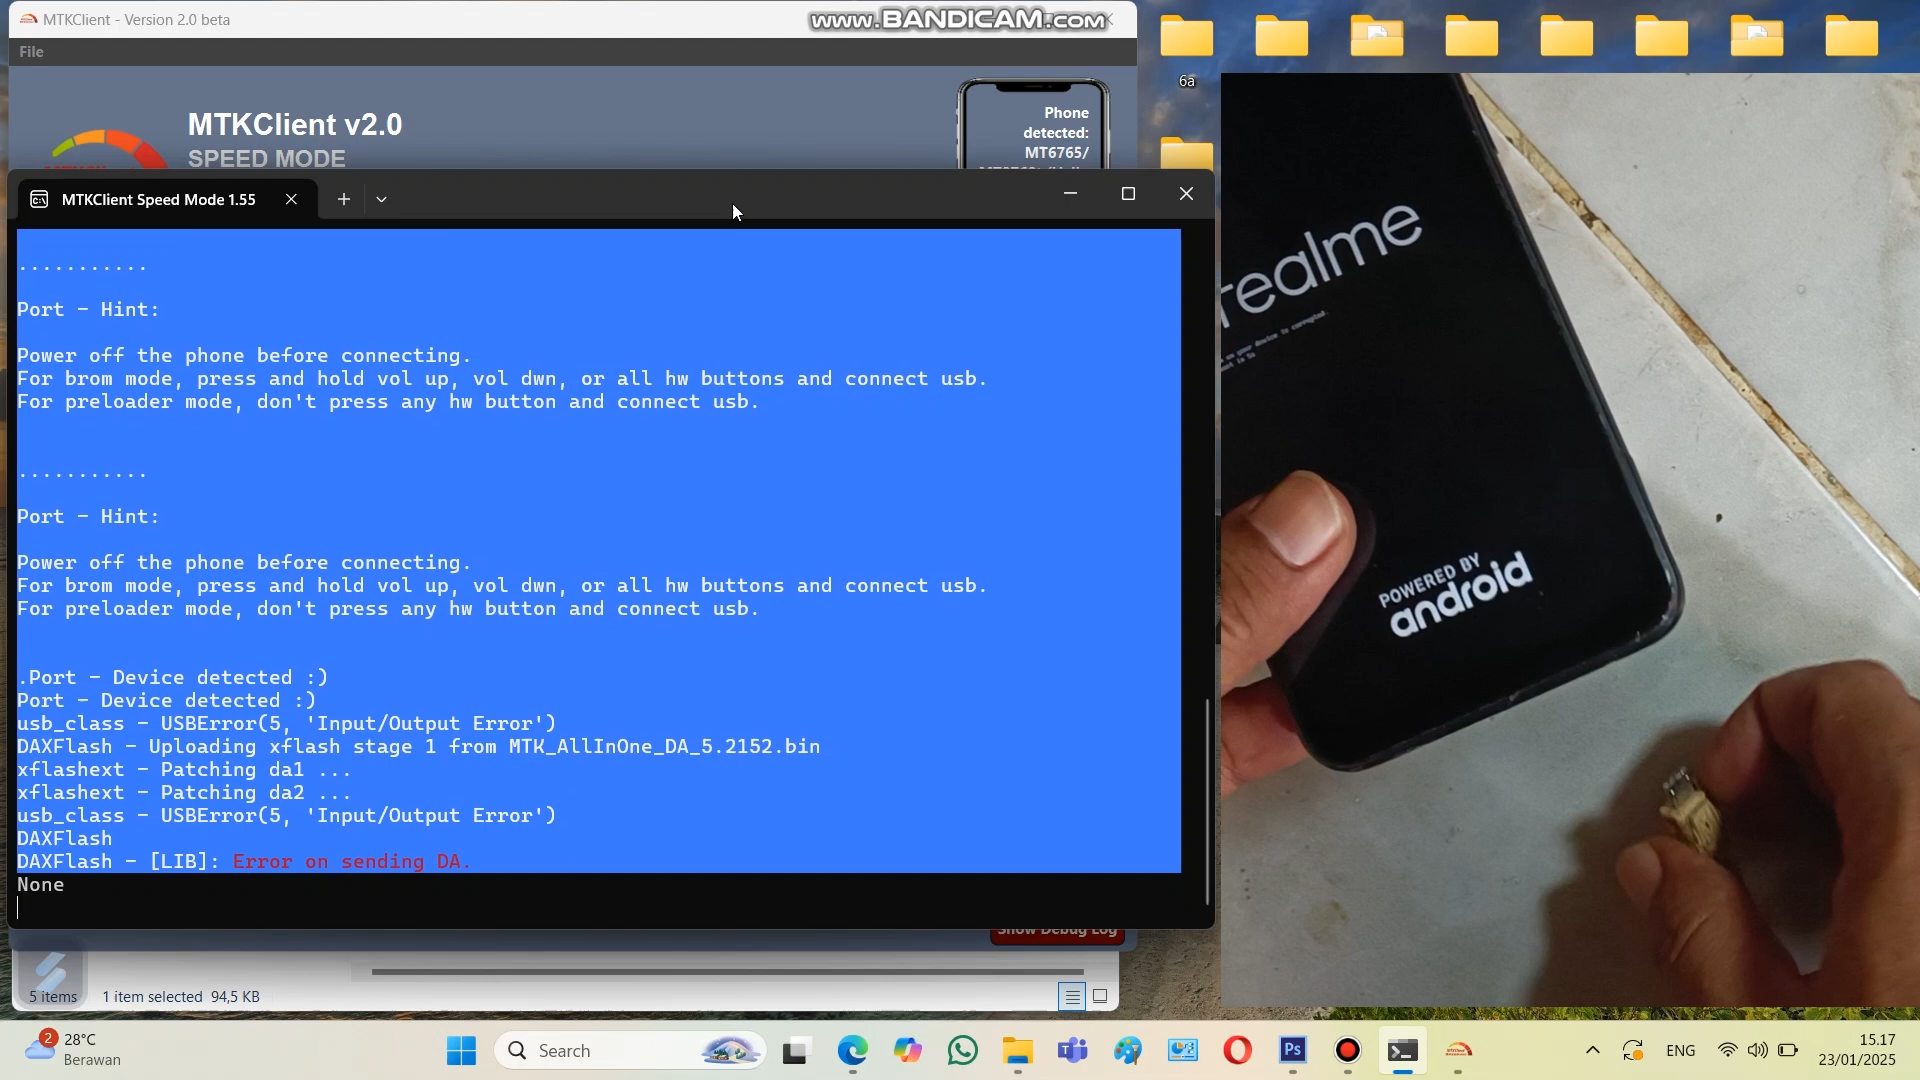 MTKClient - Version 2.0 beta
www.BANDICAM.com
File
MTKClient v2.0
SPEED MODE
Phone
detected:
MT6765/
6a
MTKClient Speed Mode 1.55
...........
Port - Hint:
Power off the phone before connecting.
For brom mode, press and hold vol up, vol dwn, or all hw buttons and connect usb.
For preloader mode, don't press any hw button and connect usb.
...........
Port - Hint:
Power off the phone before connecting.
For brom mode, press and hold vol up, vol dwn, or all hw buttons and connect usb.
For preloader mode, don't press any hw button and connect usb.
.Port - Device detected :)
Port - Device detected :)
usb_class - USBError(5, 'Input/Output Error')
DAXFlash - Uploading xflash stage 1 from MTK_AllInOne_DA_5.2152.bin
xflashext - Patching da1 ...
xflashext - Patching da2 ...
usb_class - USBError(5, 'Input/Output Error')
DAXFlash
DAXFlash - [LIB]: Error on sending DA.
None
Show Debug Log
5 items 1 item selected 94,5 KB
realme
POWERED BY
android
2
28°C
Berawan
Search
Ps
ENG
15.17
23/01/2025